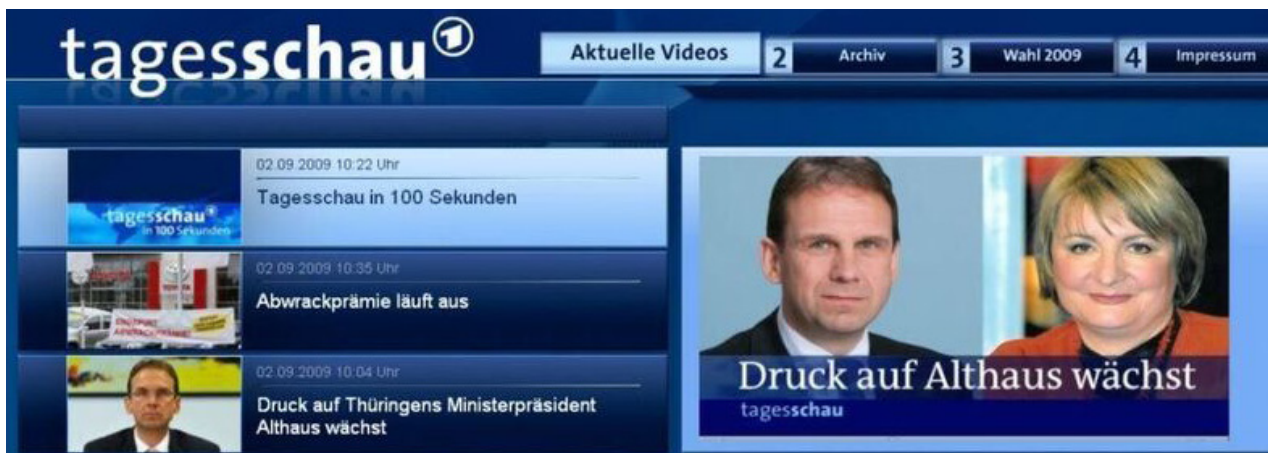 tagesschau
Aktuelle Videos
2 Archiv
3 Wahl 2009
4 Impressum
02.09.2009 10:22 Uhr
Tagesschau in 100 Sekunden
tagesschau
in 100 Sekunden
02.09.2009 10:35 Uhr
Abwrackprämie läuft aus
TOYOTA
02.09.2009 10:04 Uhr
Druck auf Thüringens Ministerpräsident
Althaus wächst
Druck auf Althaus wächst
tagesschau